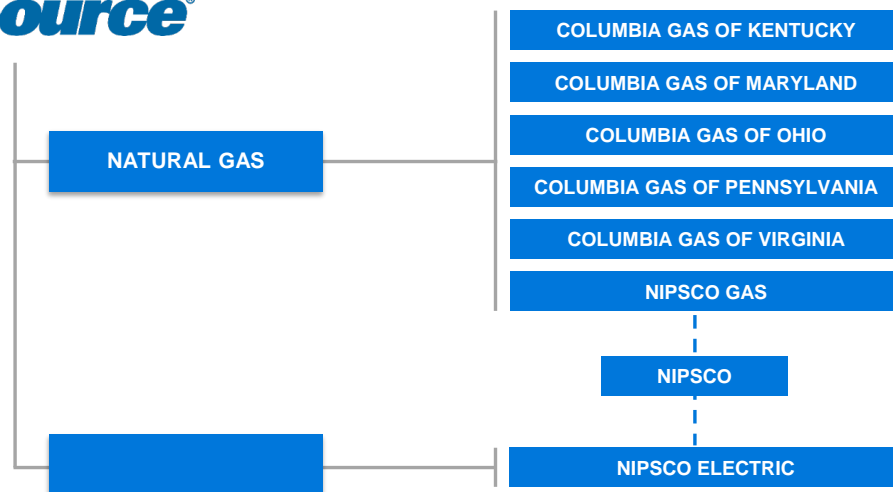 ource®
COLUMBIA GAS OF KENTUCKY
COLUMBIA GAS OF MARYLAND
NATURAL GAS
COLUMBIA GAS OF OHIO
COLUMBIA GAS OF PENNSYLVANIA
COLUMBIA GAS OF VIRGINIA
NIPSCO GAS
NIPSCO
NIPSCO ELECTRIC